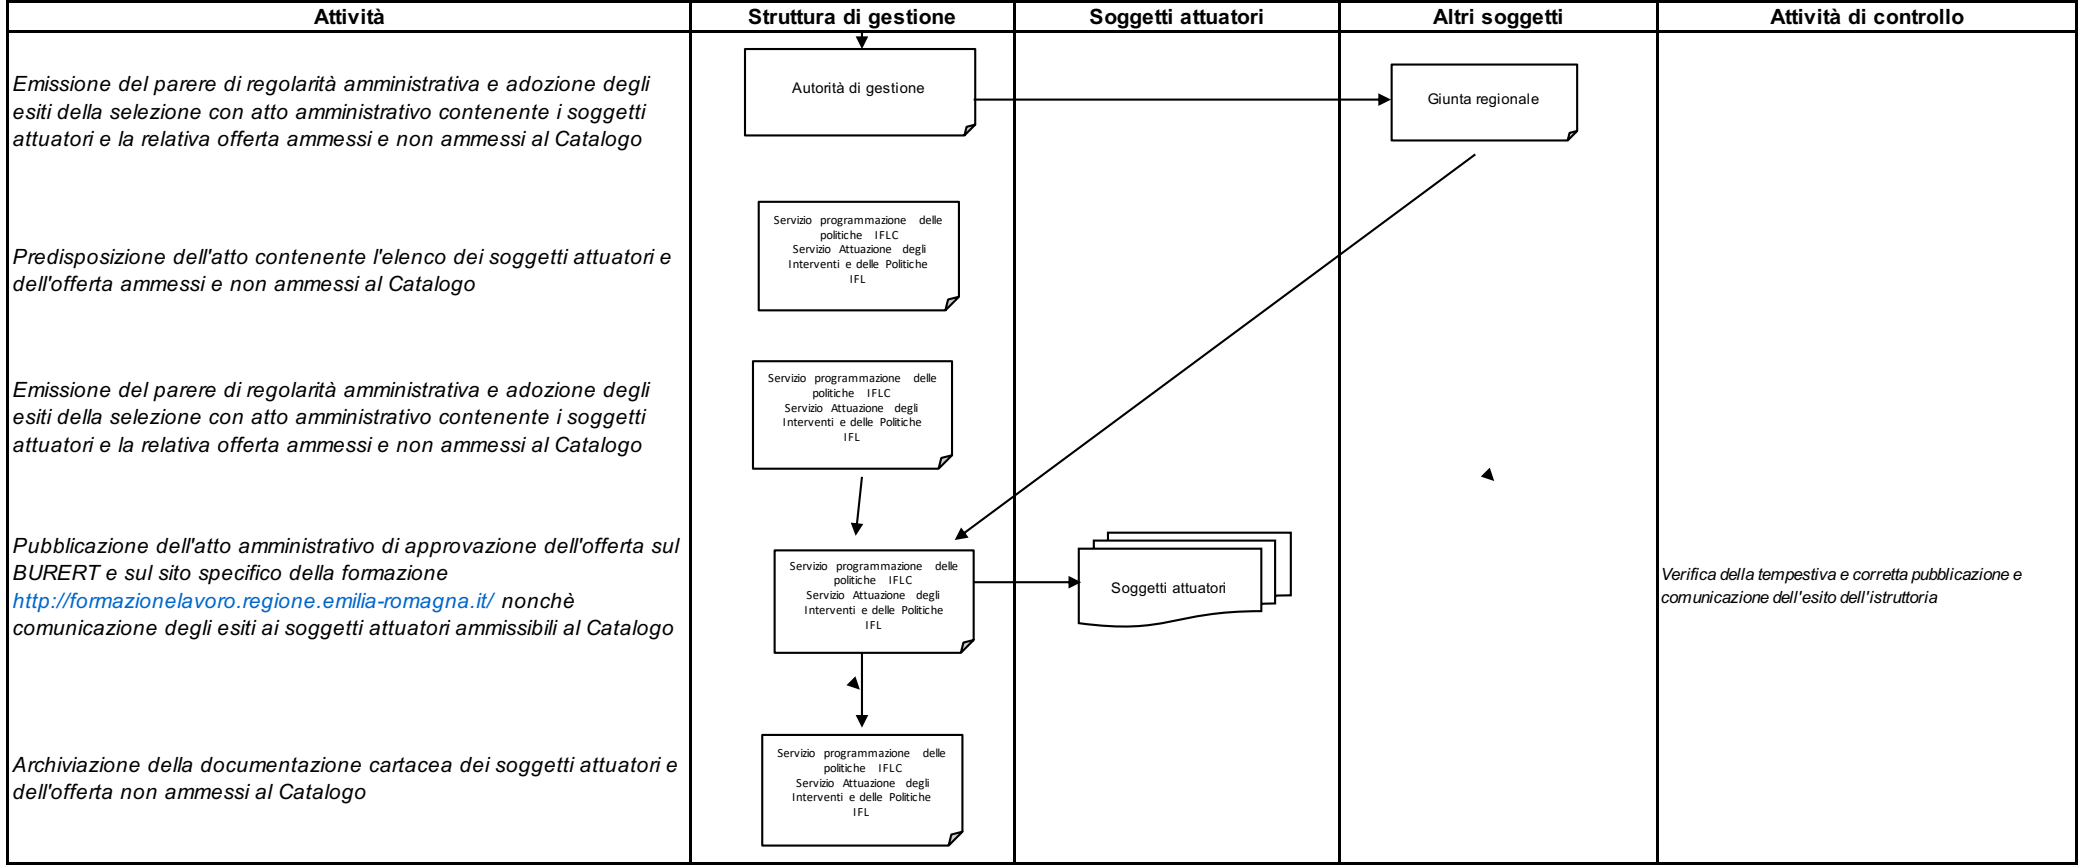 Attività
Struttura di gestione
Soggetti attuatori
Altri soggetti
Attività di controllo
Emissione del parere di regolarità amministrativa e adozione degli
esiti della selezione con atto amministrativo contenente i soggetti
attuatori e la relativa offerta ammessi e non ammessi al Catalogo
Autorità di gestione
Giunta regionale
Predisposizione dell'atto contenente l'elenco dei soggetti attuatori e
dell'offerta ammessi e non ammessi al Catalogo
Servizio programmazione delle
politiche IFLC
Servizio Attuazione degli
Interventi e delle Politiche
IFL
Emissione del parere di regolarità amministrativa e adozione degli
esiti della selezione con atto amministrativo contenente i soggetti
attuatori e la relativa offerta ammessi e non ammessi al Catalogo
Servizio programmazione delle
politiche IFLC
Servizio Attuazione degli
Interventi e delle Politiche
IFL
Pubblicazione dell'atto amministrativo di approvazione dell'offerta sul
BURERT e sul sito specifico della formazione
http://formazionelavoro.regione.emilia-romagna.it/ nonchè
comunicazione degli esiti ai soggetti attuatori ammissibili al Catalogo
Servizio programmazione delle
politiche IFLC
Servizio Attuazione degli
Interventi e delle Politiche
IFL
Soggetti attuatori
Verifica della tempestiva e corretta pubblicazione e
comunicazione dell'esito dell'istruttoria
Archiviazione della documentazione cartacea dei soggetti attuatori e
dell'offerta non ammessi al Catalogo
Servizio programmazione delle
politiche IFLC
Servizio Attuazione degli
Interventi e delle Politiche
IFL